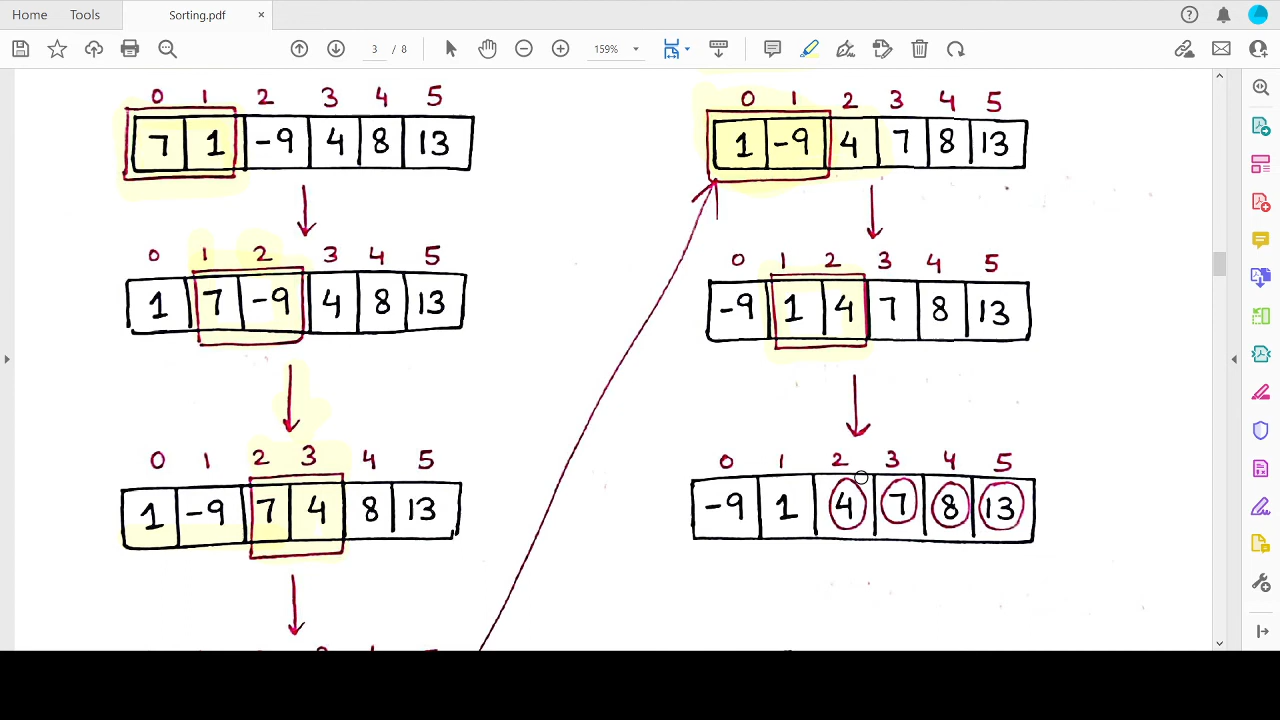 Home Tools Sorting.pdf ×
3 / 8 159%
0 1 2 3 4 5
7 1 -9 4 8 13
0 1 2 3 4 5
1 7 -9 4 8 13
0 1 2 3 4 5
1 -9 7 4 8 13
0 1 2 3 4 5
1 -9 4 7 8 13
0 1 2 3 4 5
-9 1 4 7 8 13
0 1 2 3 4 5
-9 1 4 7 8 13